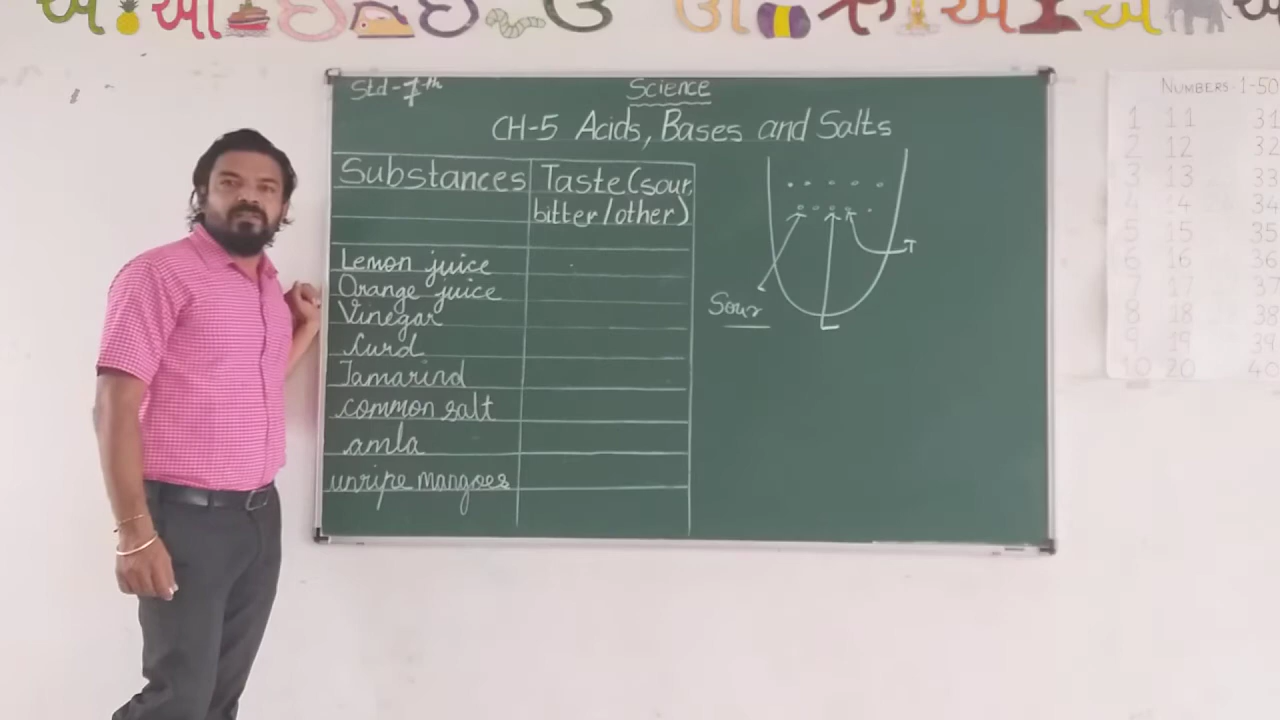 અ આ ઇ ઈ ઉ ઊ ઋ એ ઐ
Std-7th
Science
CH-5 Acids, Bases and Salts
Substances
Taste (sour,
bitter/other)
Lemon juice
Orange juice
Vinegar
Curd
Tamarind
common salt
amla
unripe mangoes
Sour
NUMBERS 1-50
1 11 31
2 12 32
3 13 33
4 14 34
5 15 35
6 16 36
7 17 37
8 18 38
9 19 39
10 20 40